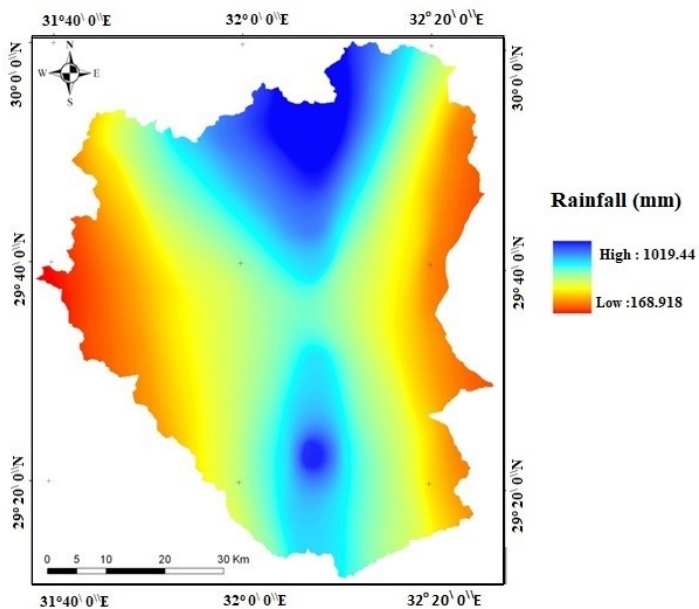 31°40\ 0\\E 32°0\ 0\\E 32°20\ 0\\E
N
W E
S
30°0\ 0\\N
30°0\ 0\\N
Rainfall (mm)
High : 1019.44
Low :168.918
29°40\ 0\\N
29°40\ 0\\N
29°20\ 0\\N
29°20\ 0\\N
0 5 10 20 30 Km
31°40\ 0\\E 32°0\ 0\\E 32°20\ 0\\E